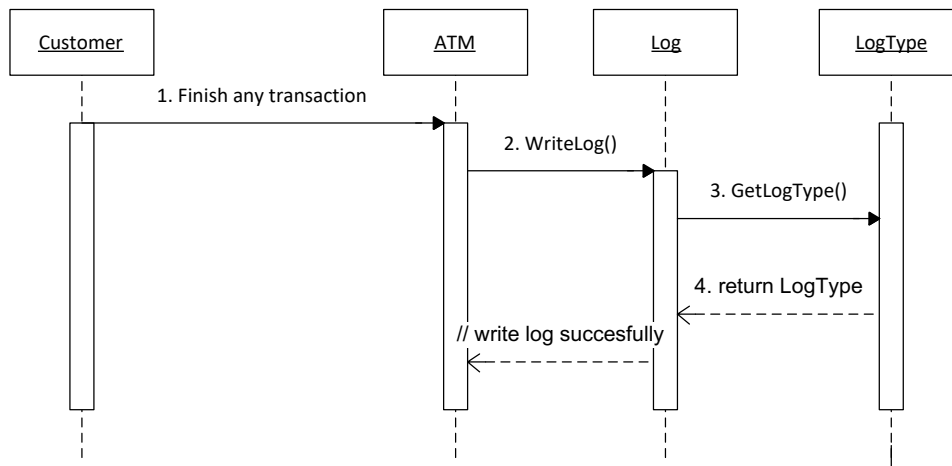 Customer
ATM
Log
LogType
1. Finish any transaction
2. WriteLog()
3. GetLogType()
4. return LogType
// write log succesfully